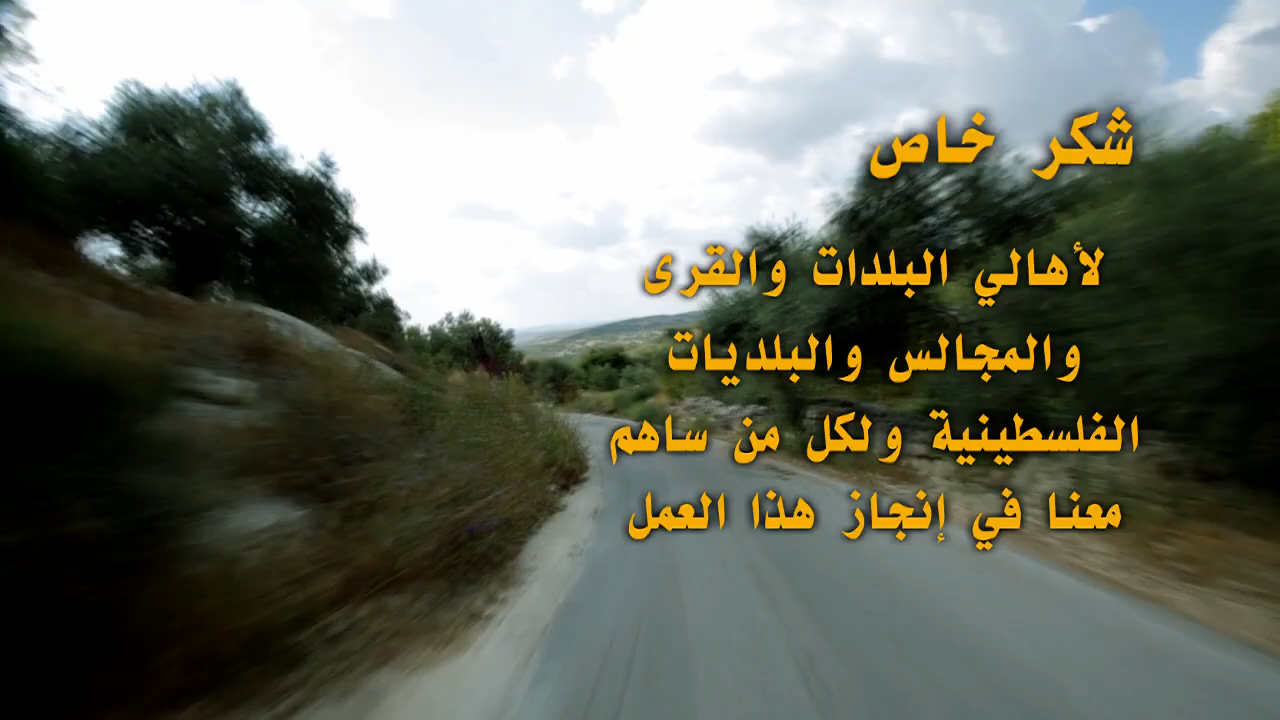 شكر خاص
لأهالي البلدات والقرى
والمجالس والبلديات
الفلسطينية ولكل من ساهم
معنا في إنجاز هذا العمل